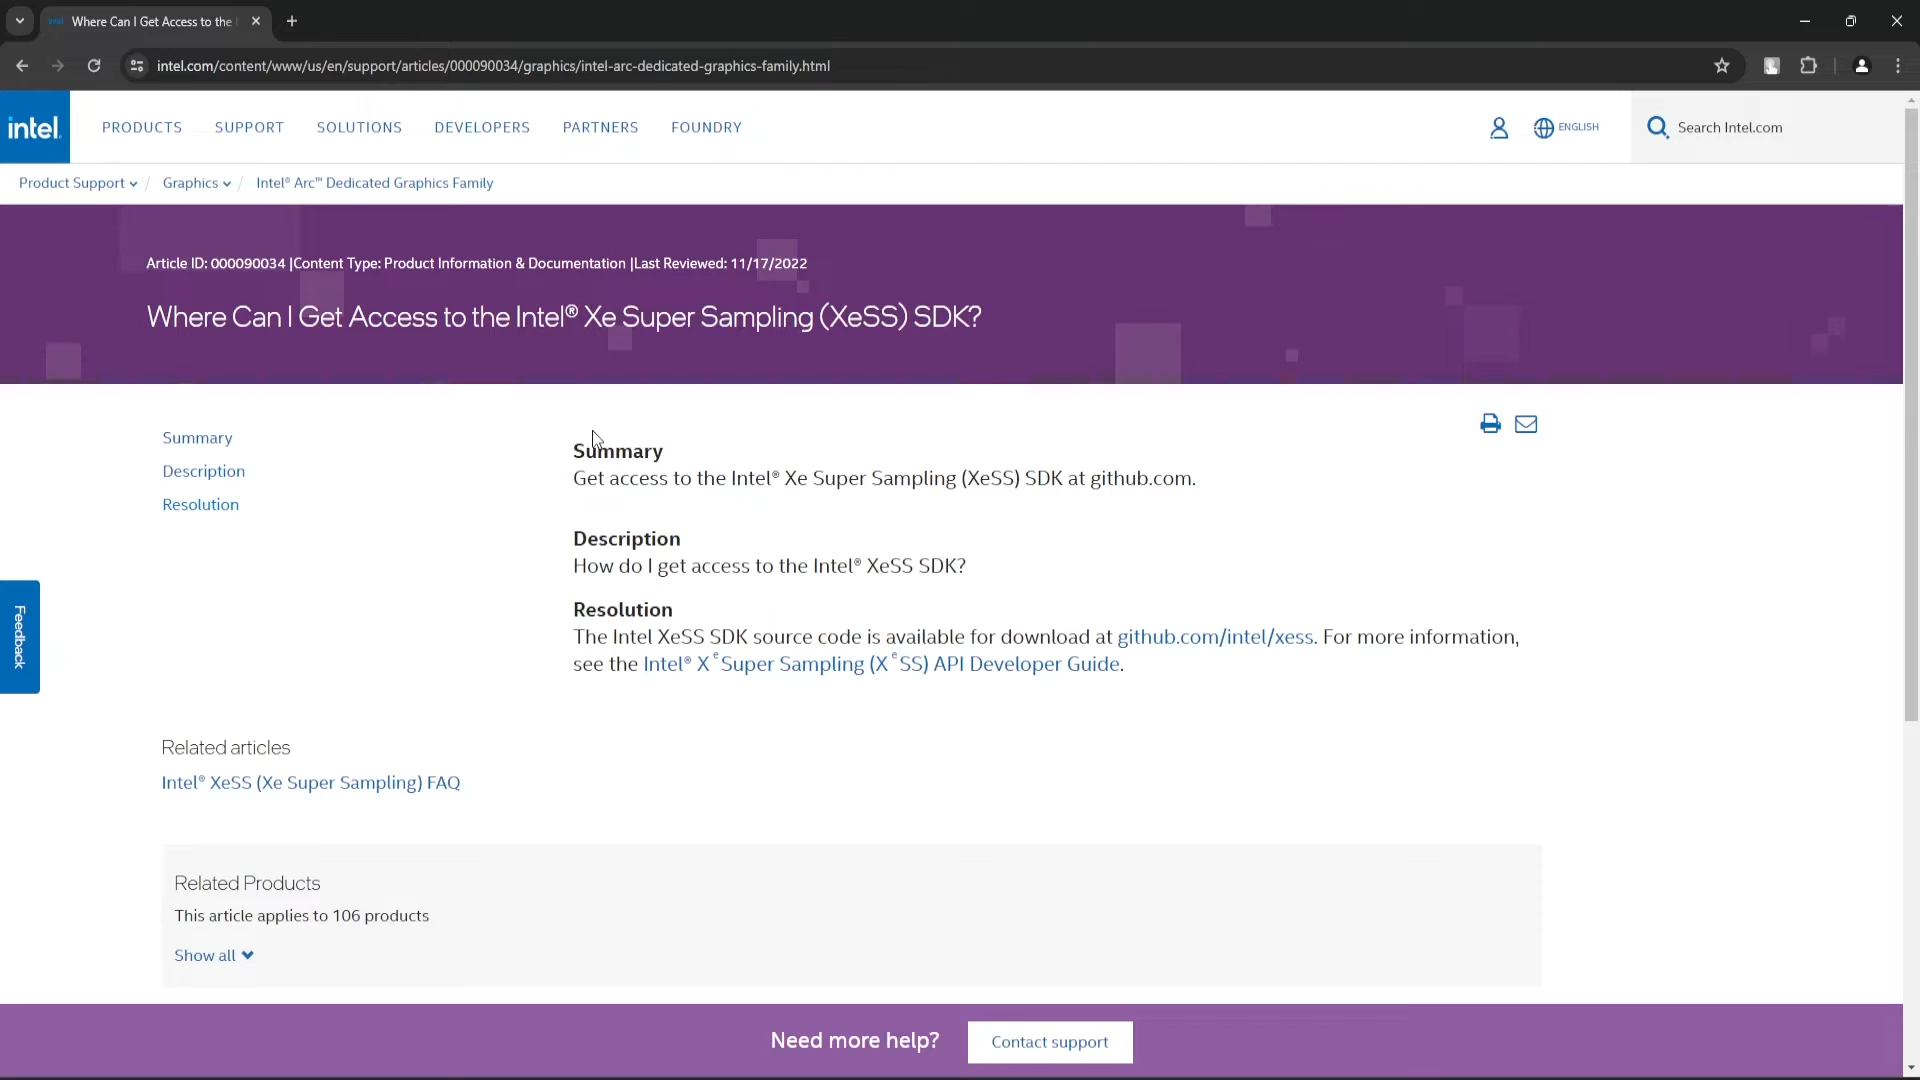 Where Can I Get Access to the
intel.com/content/www/us/en/support/articles/000090034/graphics/intel-arc-dedicated-graphics-family.html
intel.
PRODUCTS
SUPPORT
SOLUTIONS
DEVELOPERS
PARTNERS
FOUNDRY
ENGLISH
Search Intel.com
Product Support / Graphics / Intel® Arc™ Dedicated Graphics Family
Article ID: 000090034 |Content Type: Product Information & Documentation |Last Reviewed: 11/17/2022
Where Can I Get Access to the Intel® Xe Super Sampling (XeSS) SDK?
Summary
Description
Resolution
Summary
Get access to the Intel® Xe Super Sampling (XeSS) SDK at github.com.
Description
How do I get access to the Intel® XeSS SDK?
Resolution
The Intel XeSS SDK source code is available for download at github.com/intel/xess. For more information,
see the Intel® Xᵉ Super Sampling (XᵉSS) API Developer Guide.
Feedback
Related articles
Intel® XeSS (Xe Super Sampling) FAQ
Related Products
This article applies to 106 products
Show all
Need more help?
Contact support